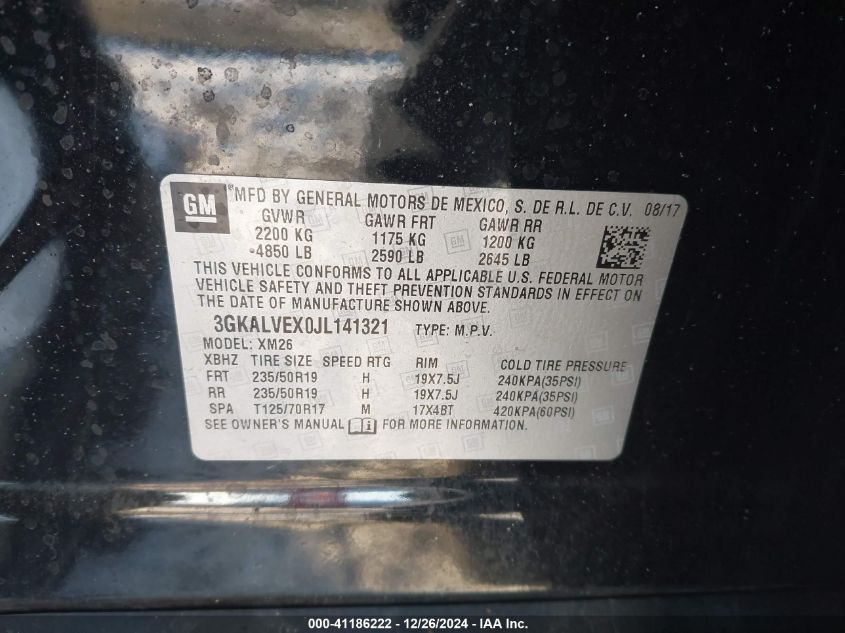 GM ®MFD BY GENERAL MOTORS DE MEXICO, S. DE R.L. DE C.V. 08/17
GVWR GAWR FRT GAWR RR
2200 KG 1175 KG 1200 KG
4850 LB 2590 LB 2645 LB
THIS VEHICLE CONFORMS TO ALL APPLICABLE U.S. FEDERAL MOTOR
VEHICLE SAFETY AND THEFT PREVENTION STANDARDS IN EFFECT ON
THE DATE OF MANUFACTURE SHOWN ABOVE.
3GKALVEX0JL141321 TYPE: M.P.V.
MODEL: XM26
XBHZ TIRE SIZE SPEED RTG RIM COLD TIRE PRESSURE
FRT 235/50R19 H 19X7.5J 240KPA(35PSI)
RR 235/50R19 H 19X7.5J 240KPA(35PSI)
SPA T125/70R17 M 17X4BT 420KPA(60PSI)
SEE OWNER'S MANUAL i FOR MORE INFORMATION.
000-41186222 - 12/26/2024 - IAA Inc.